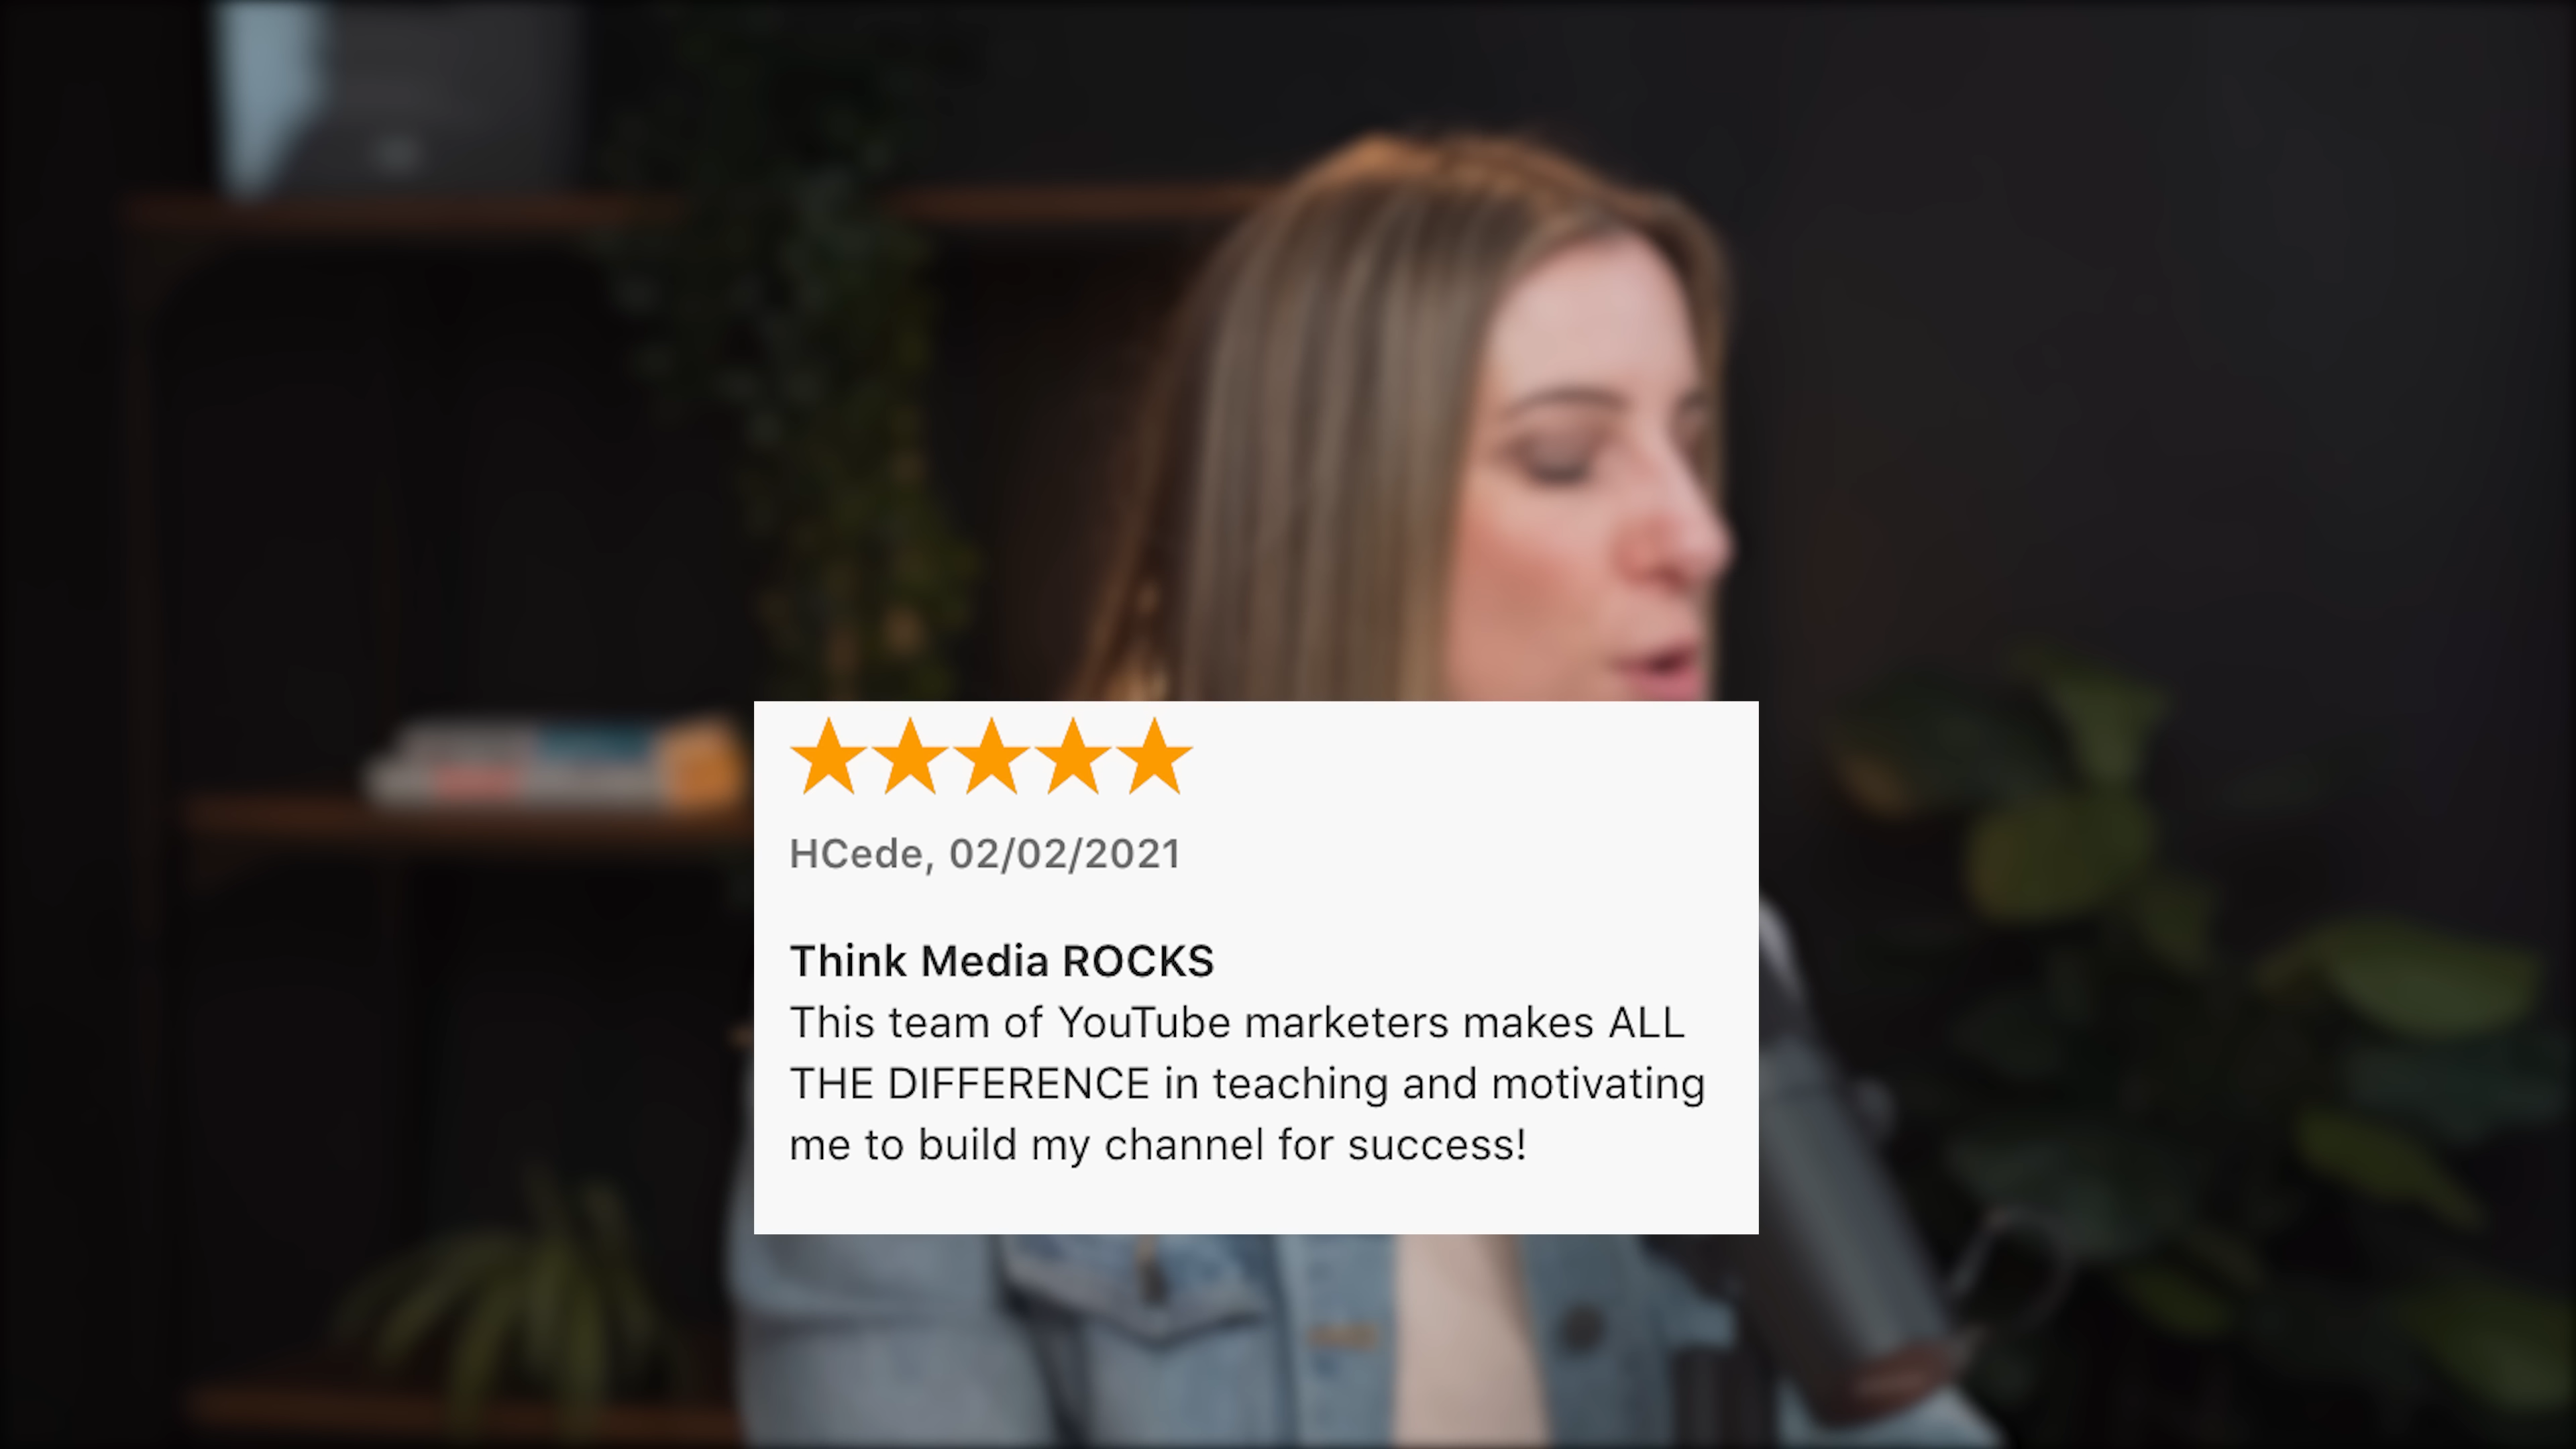 HCede, 02/02/2021
Think Media ROCKS
This team of YouTube marketers makes ALL
THE DIFFERENCE in teaching and motivating
me to build my channel for success!